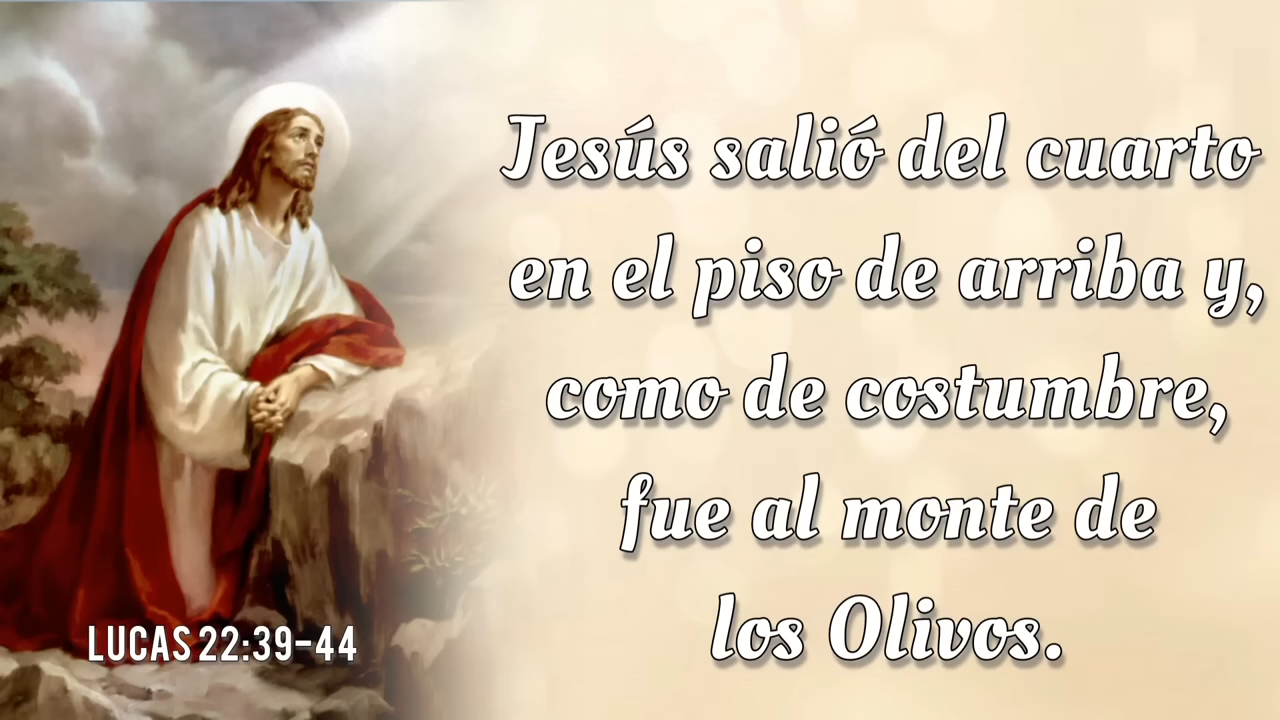 Jesús salió del cuarto
en el piso de arriba y,
como de costumbre,
fue al monte de
los Olivos.
LUCAS 22:39-44